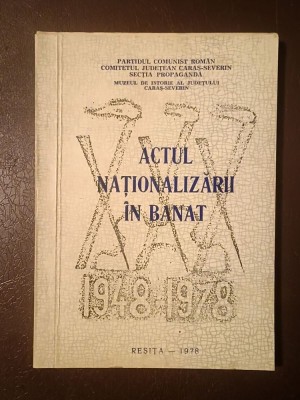 PARTIDUL COMUNIST ROMÂN
COMITETUL JUDEȚEAN CARAȘ-SEVERIN
SECȚIA PROPAGANDĂ
MUZEUL DE ISTORIE AL JUDEȚULUI
CARAȘ-SEVERIN
XXX
ACTUL
NAȚIONALIZĂRII
ÎN BANAT
1948 1978
REȘIȚA — 1978